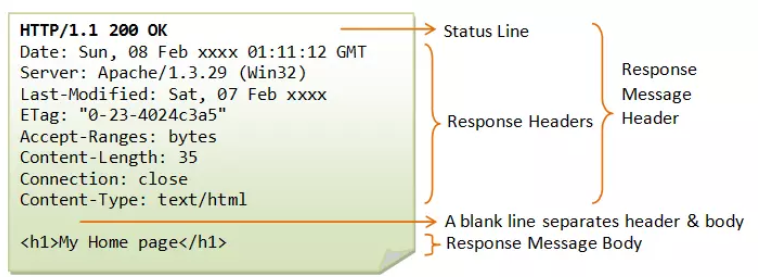 HTTP/1.1 200 OK
Date: Sun, 08 Feb xxxx 01:11:12 GMT
Server: Apache/1.3.29 (Win32)
Last-Modified: Sat, 07 Feb xxxx
ETag: "0-23-4024c3a5"
Accept-Ranges: bytes
Content-Length: 35
Connection: close
Content-Type: text/html
<h1>My Home page</h1>
Status Line
Response Headers
Response
Message
Header
A blank line separates header & body
Response Message Body